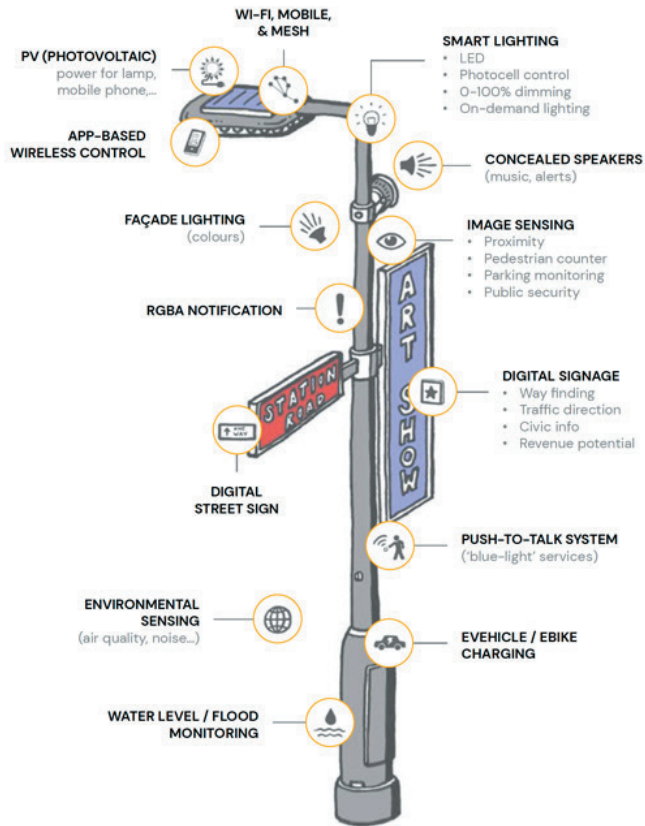 WI-FI, MOBILE,
& MESH
PV (PHOTOVOLTAIC)
power for lamp,
mobile phone,...
SMART LIGHTING
• LED
• Photocell control
• 0-100% dimming
• On-demand lighting
APP-BASED
WIRELESS CONTROL
CONCEALED SPEAKERS
(music, alerts)
FAÇADE LIGHTING
(colours)
IMAGE SENSING
• Proximity
• Pedestrian counter
• Parking monitoring
• Public security
RGBA NOTIFICATION
ART SHOW
STATION
ROAD
ONE
WAY
DIGITAL SIGNAGE
• Way finding
• Traffic direction
• Civic info
• Revenue potential
DIGITAL
STREET SIGN
PUSH-TO-TALK SYSTEM
('blue-light' services)
ENVIRONMENTAL
SENSING
(air quality, noise...)
EVEHICLE / EBIKE
CHARGING
WATER LEVEL / FLOOD
MONITORING